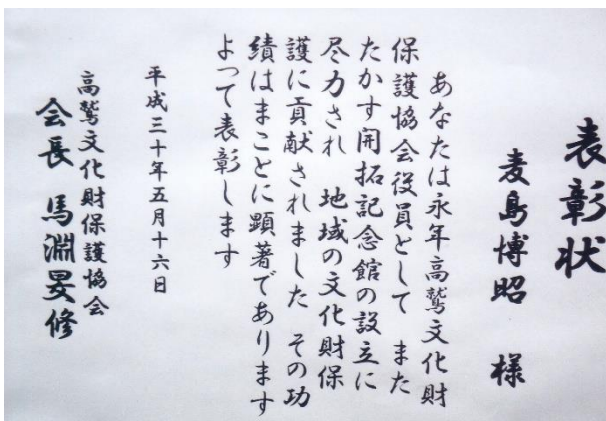 表彰状
麦島博昭 様
あなたは永年高鷲文化財
保護協会役員として また
たかす開拓記念館の設立に
尽力され 地域の文化財保
護に貢献されました その功
績はまことに顕著であります
よって表彰します
平成三十年五月十六日
高鷲文化財保護協会
会長 馬淵旻修